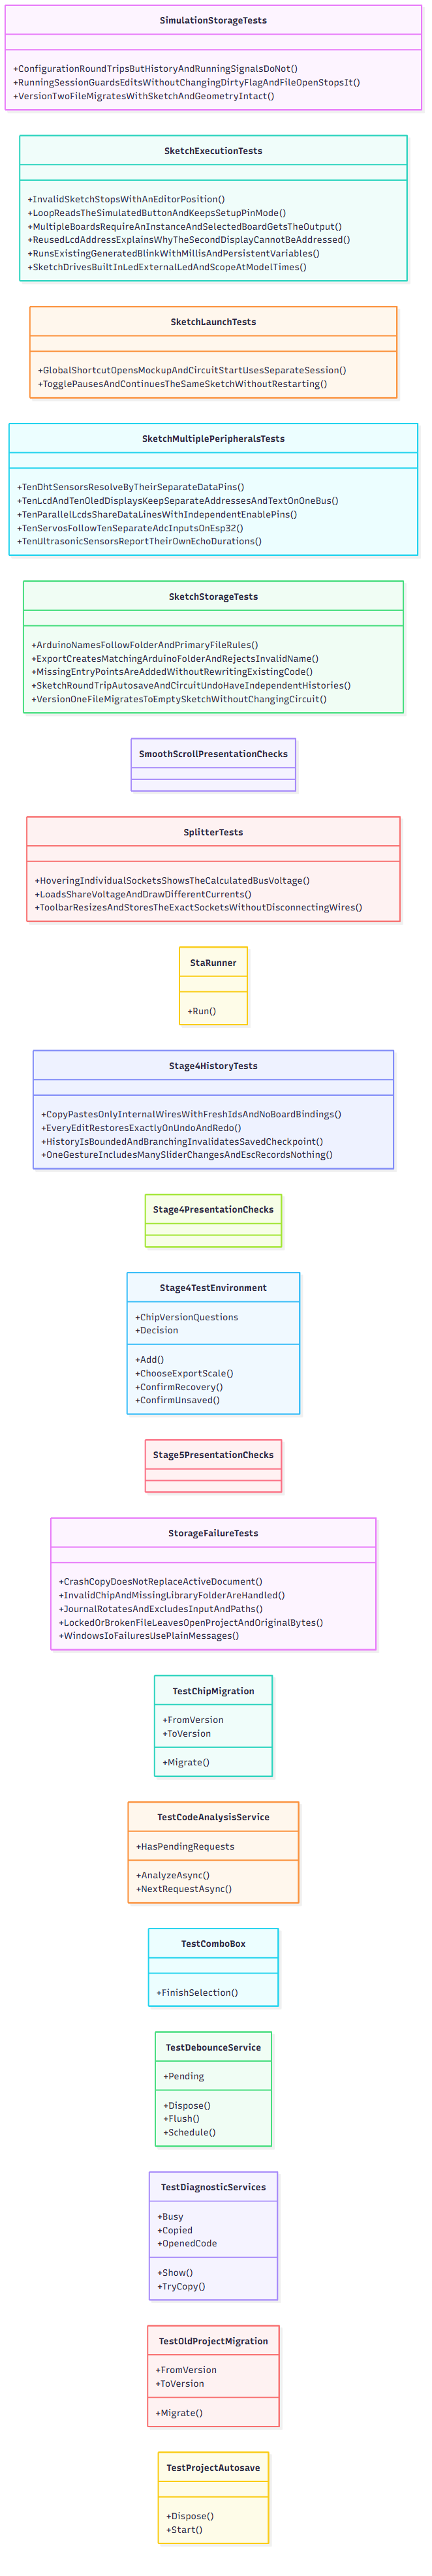 SimulationStorageTests
+ConfigurationRoundTripsButHistoryAndRunningSignalsDoNot()
+RunningSessionGuardsEditsWithoutChangingDirtyFlagAndFileOpenStopsIt()
+VersionTwoFileMigratesWithSketchAndGeometryIntact()
SketchExecutionTests
+InvalidSketchStopsWithAnEditorPosition()
+LoopReadsTheSimulatedButtonAndKeepsSetupPinMode()
+MultipleBoardsRequireAnInstanceAndSelectedBoardGetsTheOutput()
+ReusedLcdAddressExplainsWhyTheSecondDisplayCannotBeAddressed()
+RunsExistingGeneratedBlinkWithMillisAndPersistentVariables()
+SketchDrivesBuiltInLedExternalLedAndScopeAtModelTimes()
SketchLaunchTests
+GlobalShortcutOpensMockupAndCircuitStartUsesSeparateSession()
+TogglePausesAndContinuesTheSameSketchWithoutRestarting()
SketchMultiplePeripheralsTests
+TenDhtSensorsResolveByTheirSeparateDataPins()
+TenLcdAndTenOledDisplaysKeepSeparateAddressesAndTextOnOneBus()
+TenParallelLcdsShareDataLinesWithIndependentEnablePins()
+TenServosFollowTenSeparateAdcInputsOnEsp32()
+TenUltrasonicSensorsReportTheirOwnEchoDurations()
SketchStorageTests
+ArduinoNamesFollowFolderAndPrimaryFileRules()
+ExportCreatesMatchingArduinoFolderAndRejectsInvalidName()
+MissingEntryPointsAreAddedWithoutRewritingExistingCode()
+SketchRoundTripAutosaveAndCircuitUndoHaveIndependentHistories()
+VersionOneFileMigratesToEmptySketchWithoutChangingCircuit()
SmoothScrollPresentationChecks
SplitterTests
+HoveringIndividualSocketsShowsTheCalculatedBusVoltage()
+LoadsShareVoltageAndDrawDifferentCurrents()
+ToolbarResizesAndStoresTheExactSocketsWithoutDisconnectingWires()
StaRunner
+Run()
Stage4HistoryTests
+CopyPastesOnlyInternalWiresWithFreshIdsAndNoBoardBindings()
+EveryEditRestoresExactlyOnUndoAndRedo()
+HistoryIsBoundedAndBranchingInvalidatesSavedCheckpoint()
+OneGestureIncludesManySliderChangesAndEscRecordsNothing()
Stage4PresentationChecks
Stage4TestEnvironment
+ChipVersionQuestions
+Decision
+Add()
+ChooseExportScale()
+ConfirmRecovery()
+ConfirmUnsaved()
Stage5PresentationChecks
StorageFailureTests
+CrashCopyDoesNotReplaceActiveDocument()
+InvalidChipAndMissingLibraryFolderAreHandled()
+JournalRotatesAndExcludesInputAndPaths()
+LockedOrBrokenFileLeavesOpenProjectAndOriginalBytes()
+WindowsIoFailuresUsePlainMessages()
TestChipMigration
+FromVersion
+ToVersion
+Migrate()
TestCodeAnalysisService
+HasPendingRequests
+AnalyzeAsync()
+NextRequestAsync()
TestComboBox
+FinishSelection()
TestDebounceService
+Pending
+Dispose()
+Flush()
+Schedule()
TestDiagnosticServices
+Busy
+Copied
+OpenedCode
+Show()
+TryCopy()
TestOldProjectMigration
+FromVersion
+ToVersion
+Migrate()
TestProjectAutosave
+Dispose()
+Start()